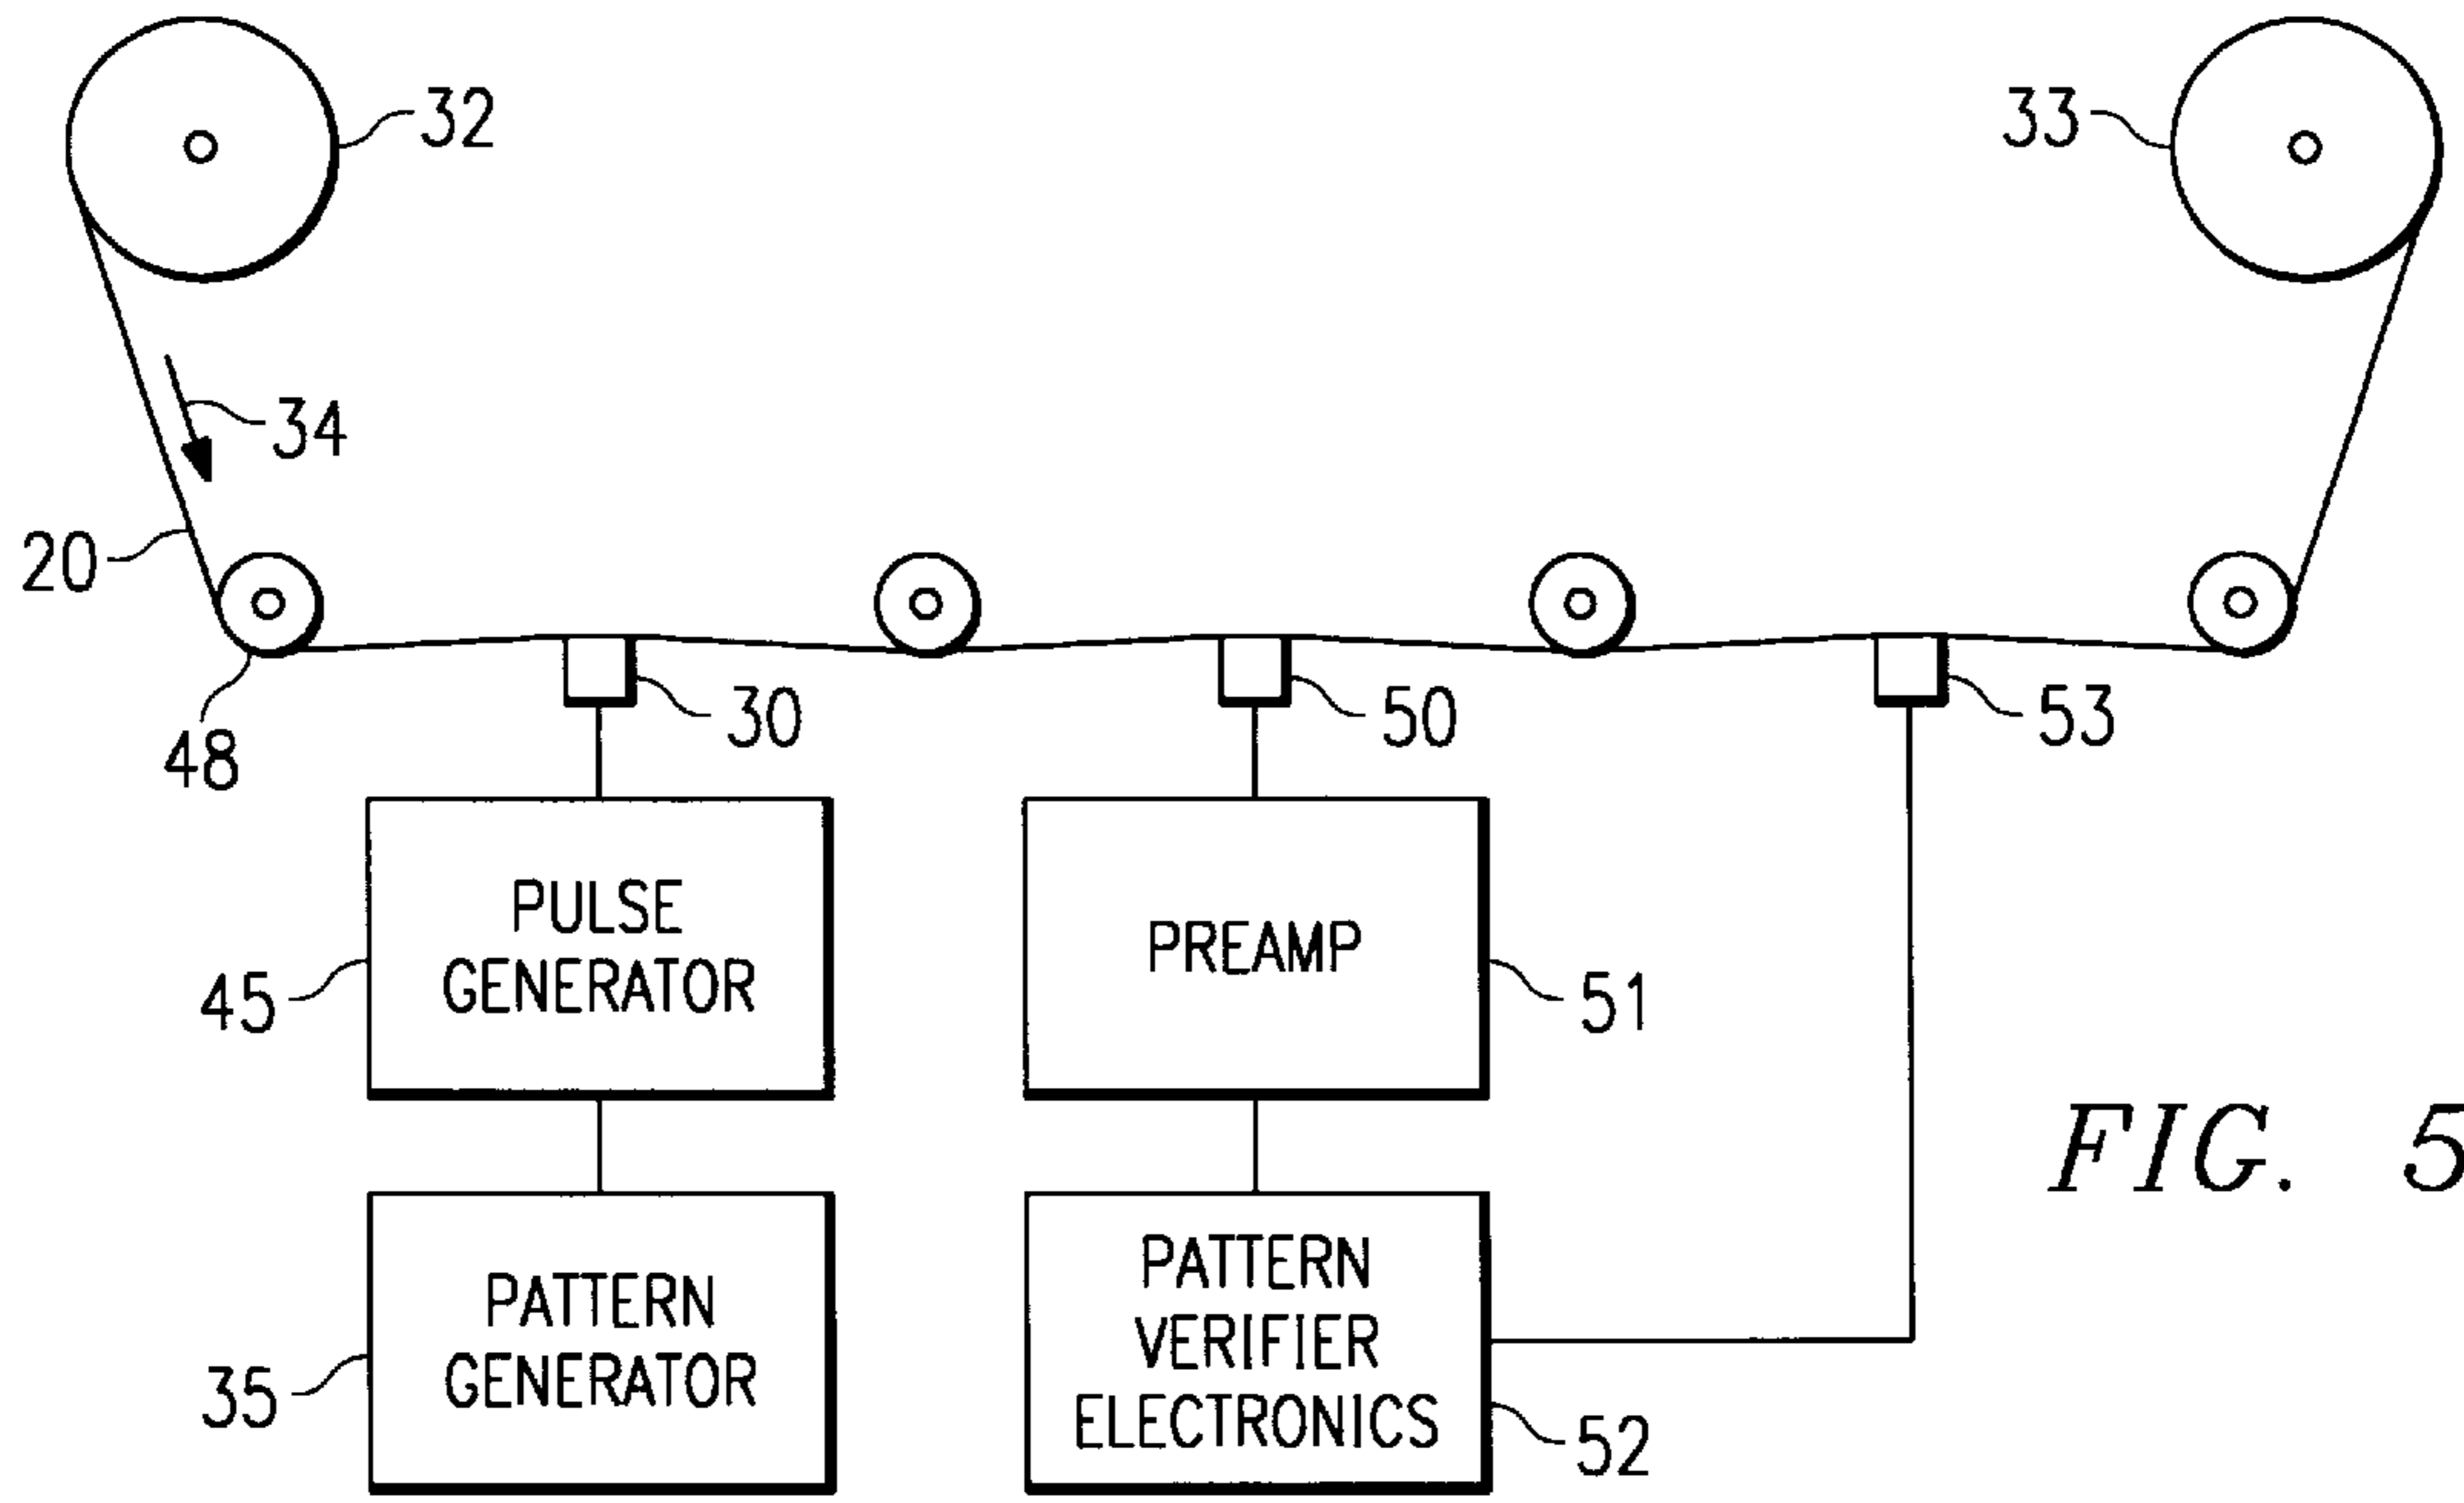 32
33
34
20
30
50
53
48
PULSE
GENERATOR
PREAMP
45
51
FIG. 5
PATTERN
GENERATOR
PATTERN
VERIFIER
ELECTRONICS
35
52